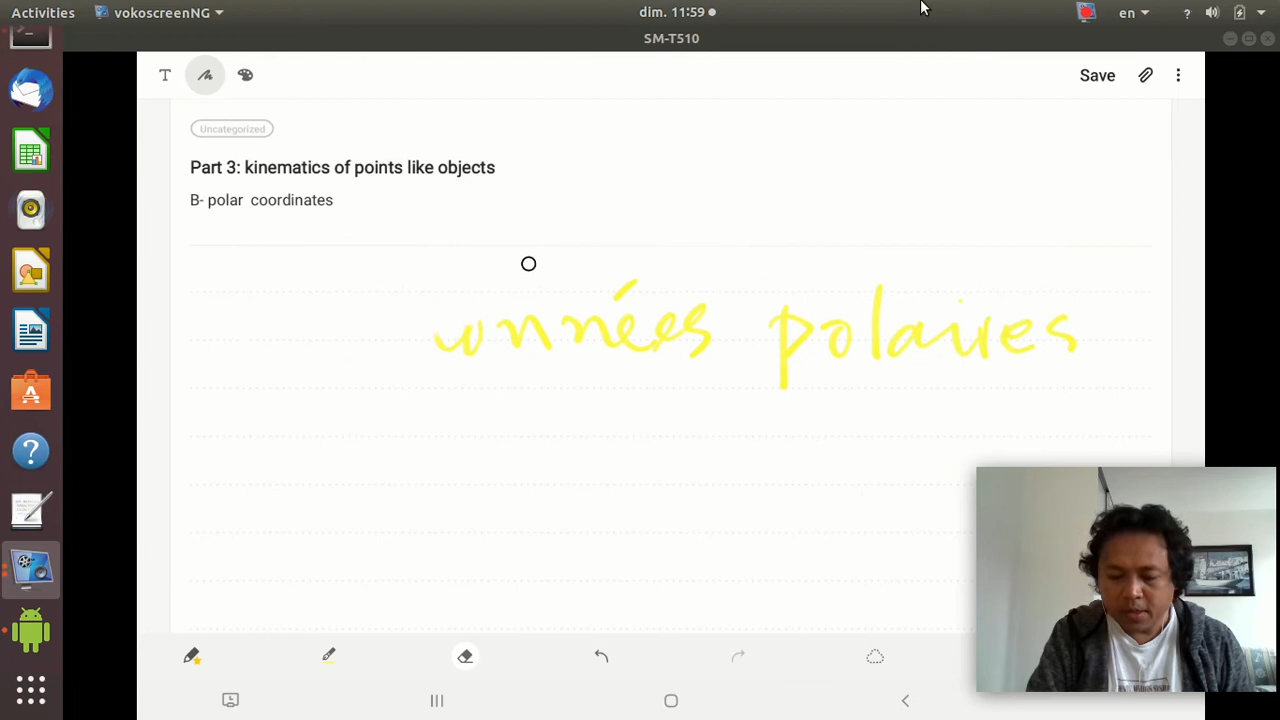 Activities vokoscreenNG dim. 11:59 en ?
SM-T510
T Save
Uncategorized
Part 3: kinematics of points like objects
B- polar coordinates
onnées polaires